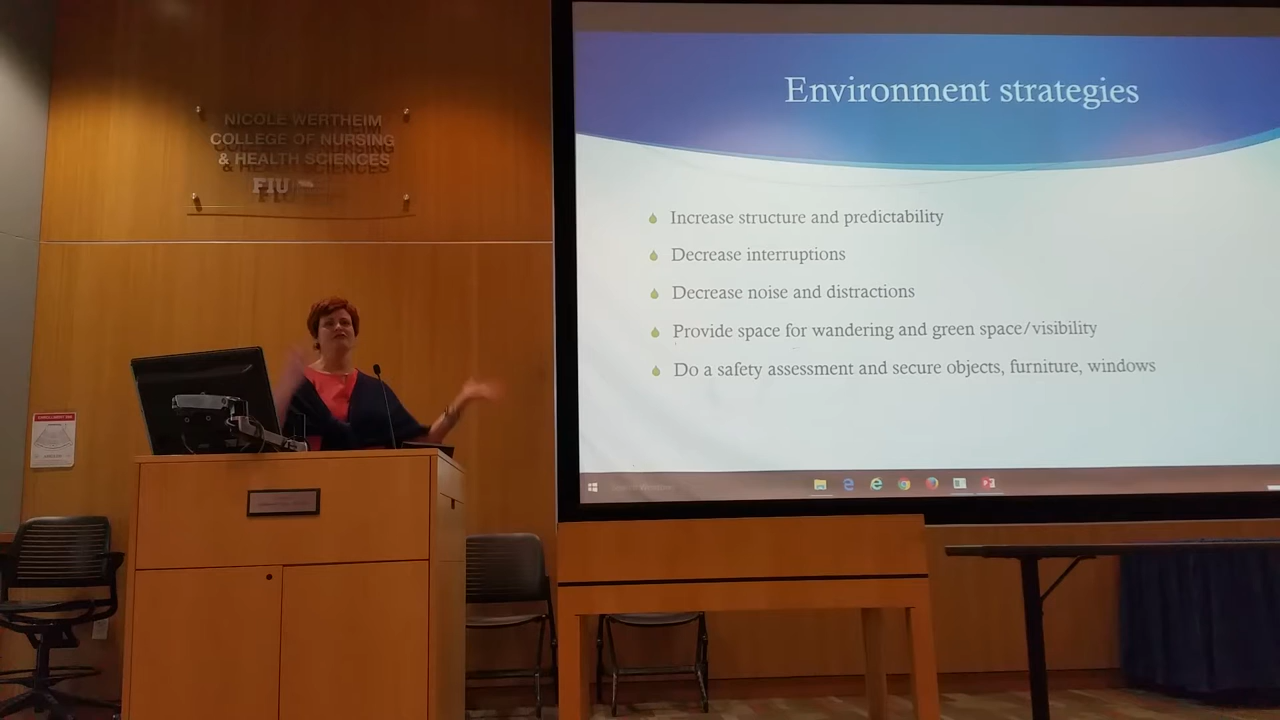 NICOLE WERTHEIM
COLLEGE OF NURSING
& HEALTH SCIENCES
FIU
Environment strategies
Increase structure and predictability
Decrease interruptions
Decrease noise and distractions
Provide space for wandering and green space/visibility
Do a safety assessment and secure objects, furniture, windows